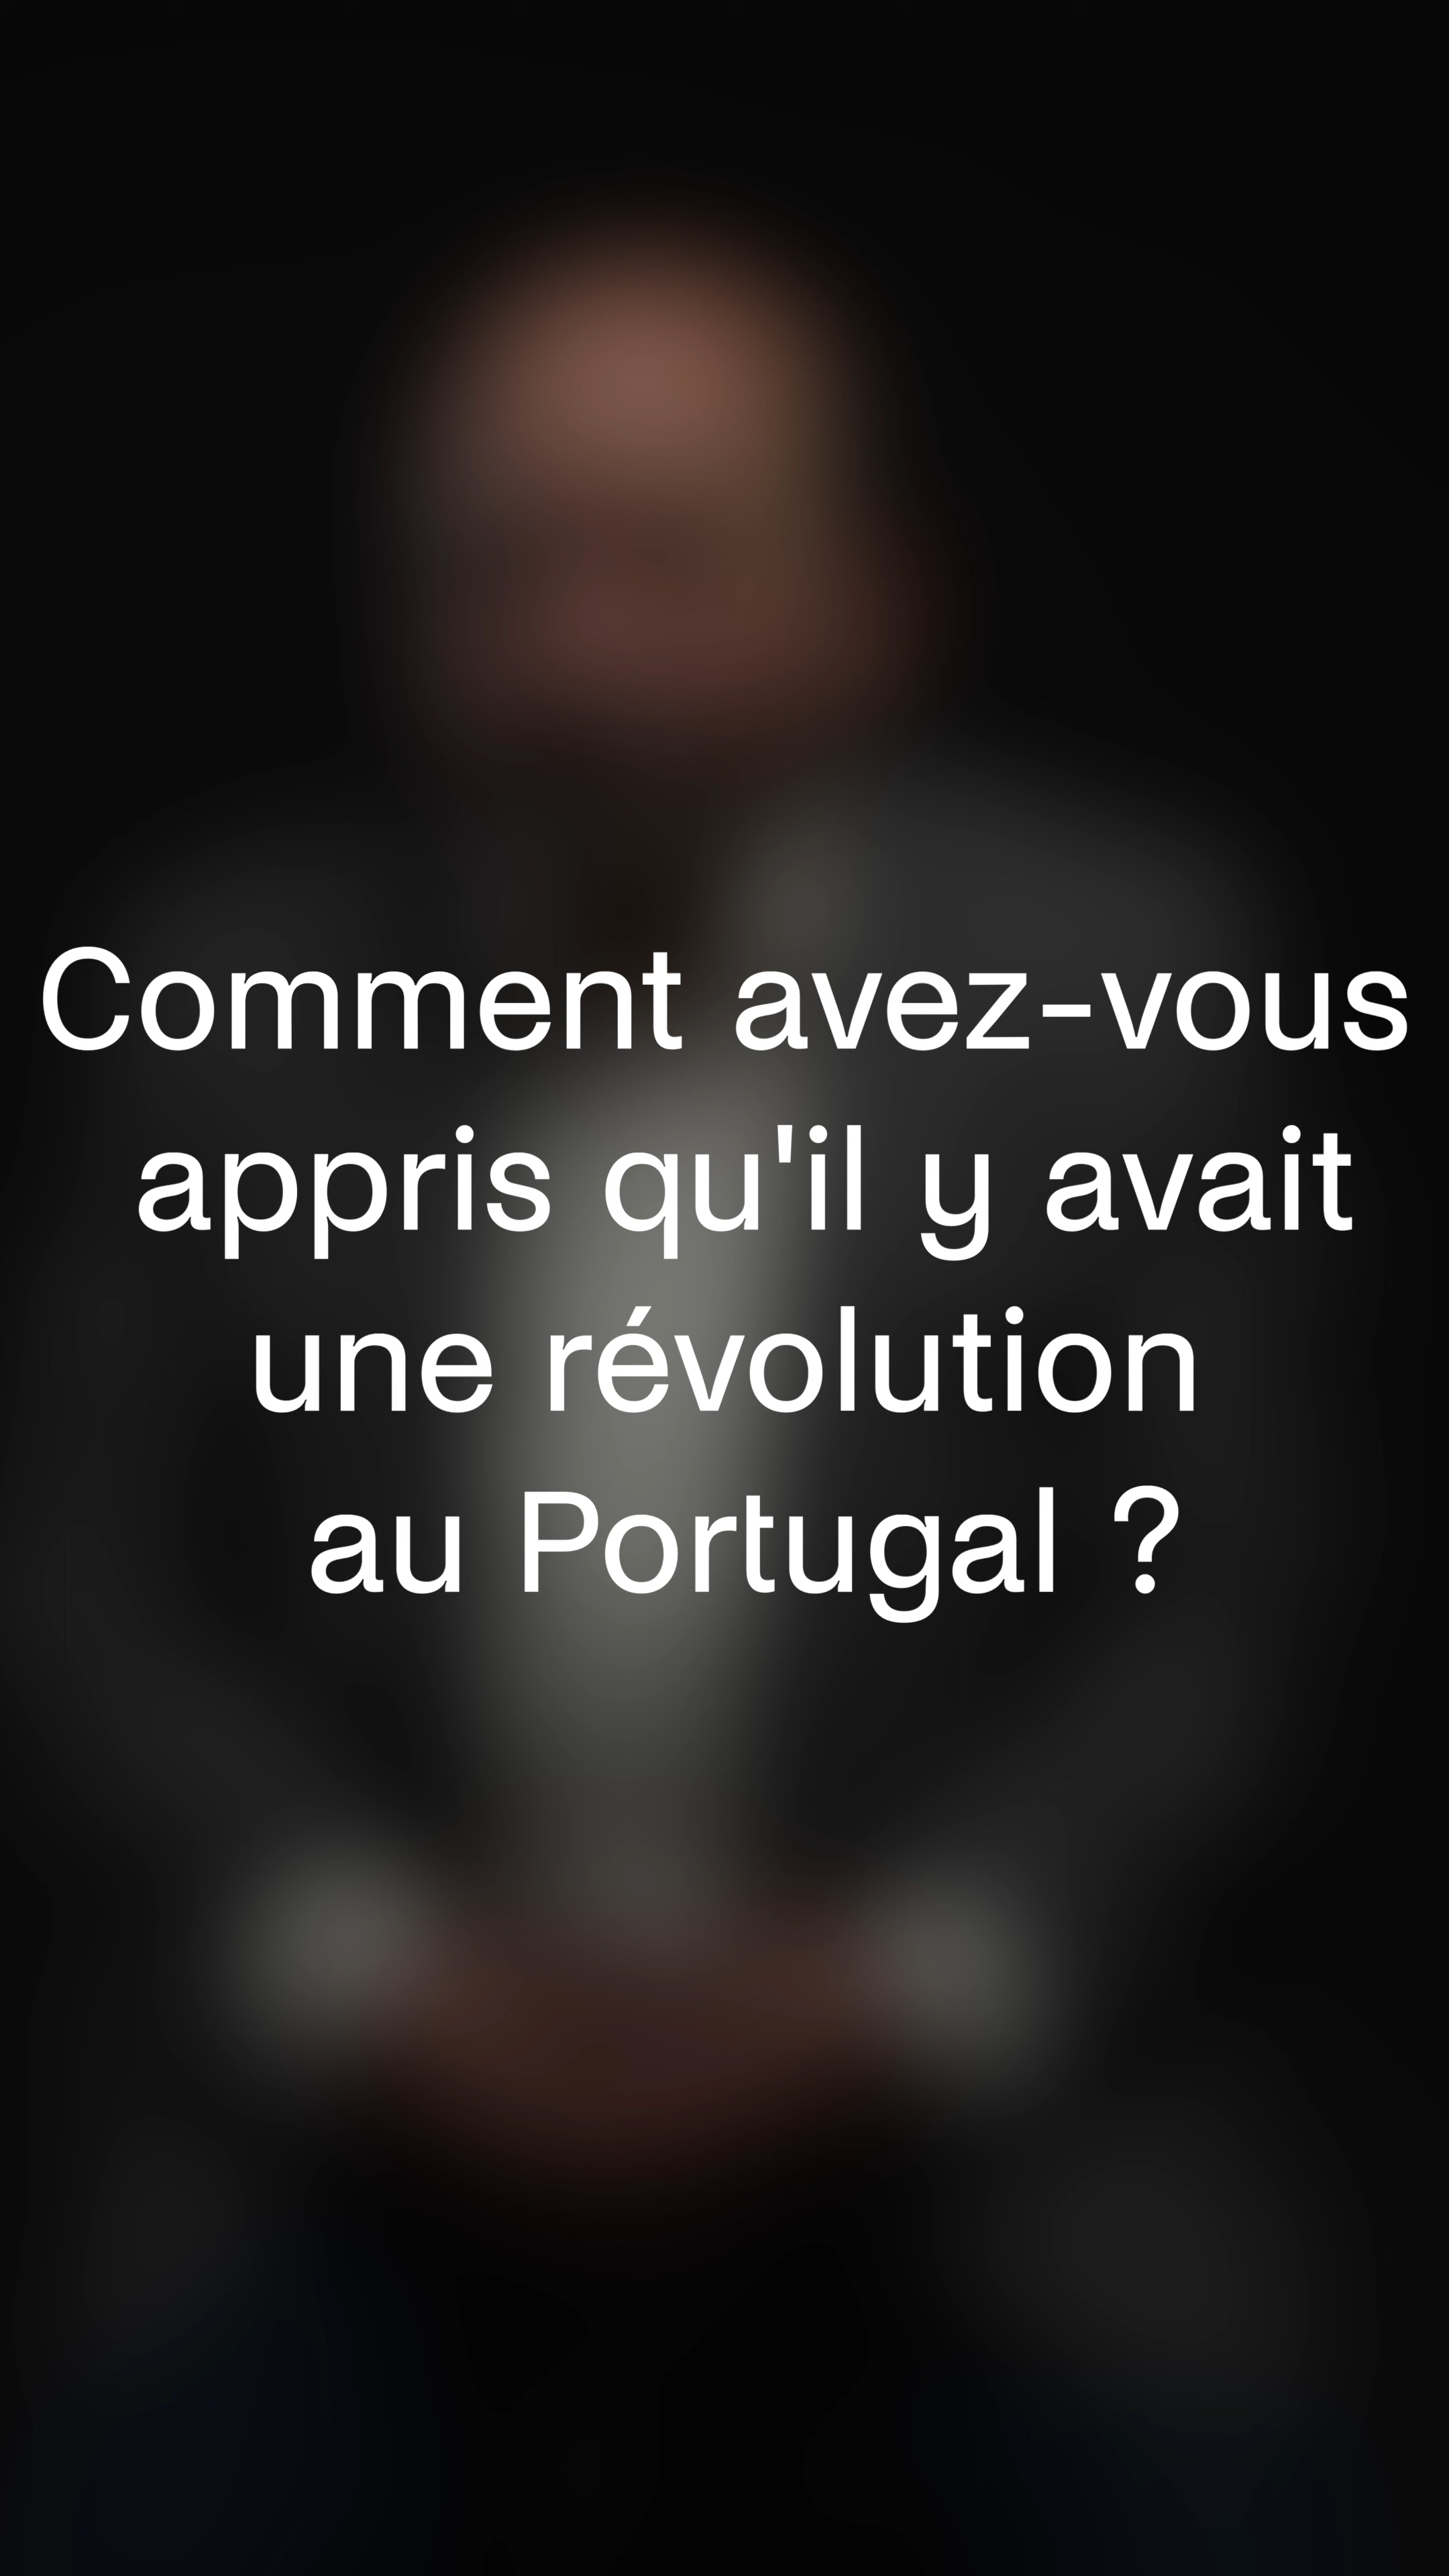 Comment avez-vous
appris qu'il y avait
une révolution
au Portugal ?